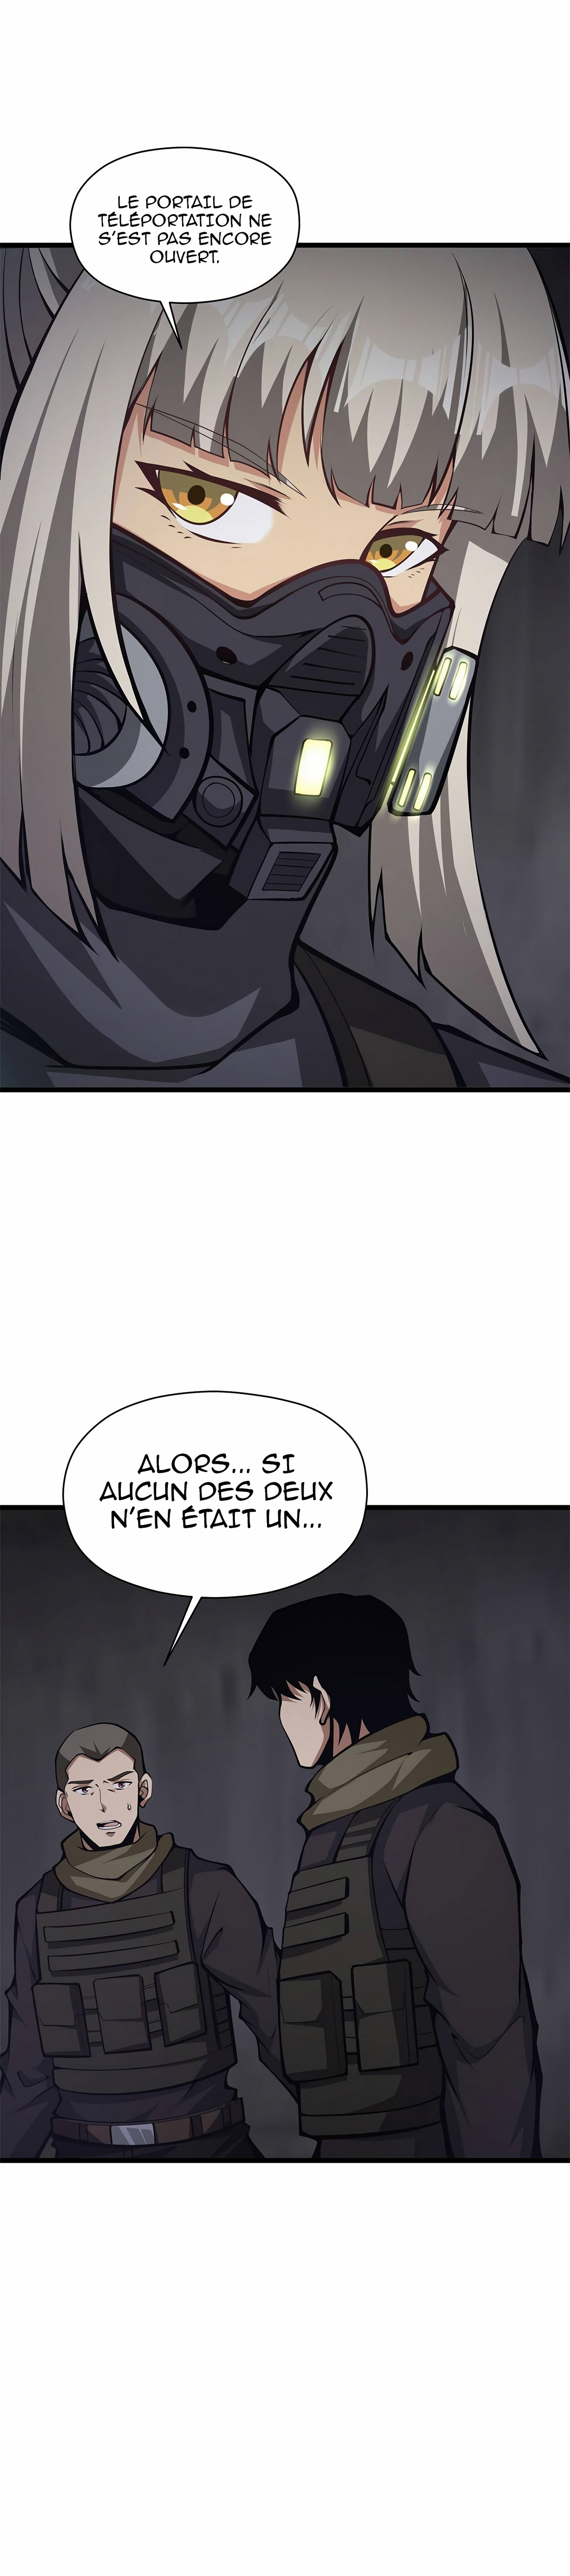 LE PORTAIL DE
TÉLÉPORTATION NE
S'EST PAS ENCORE
OUVERT.
ALORS... SI
AUCUN DES DEUX
N'EN ÉTAIT UN...